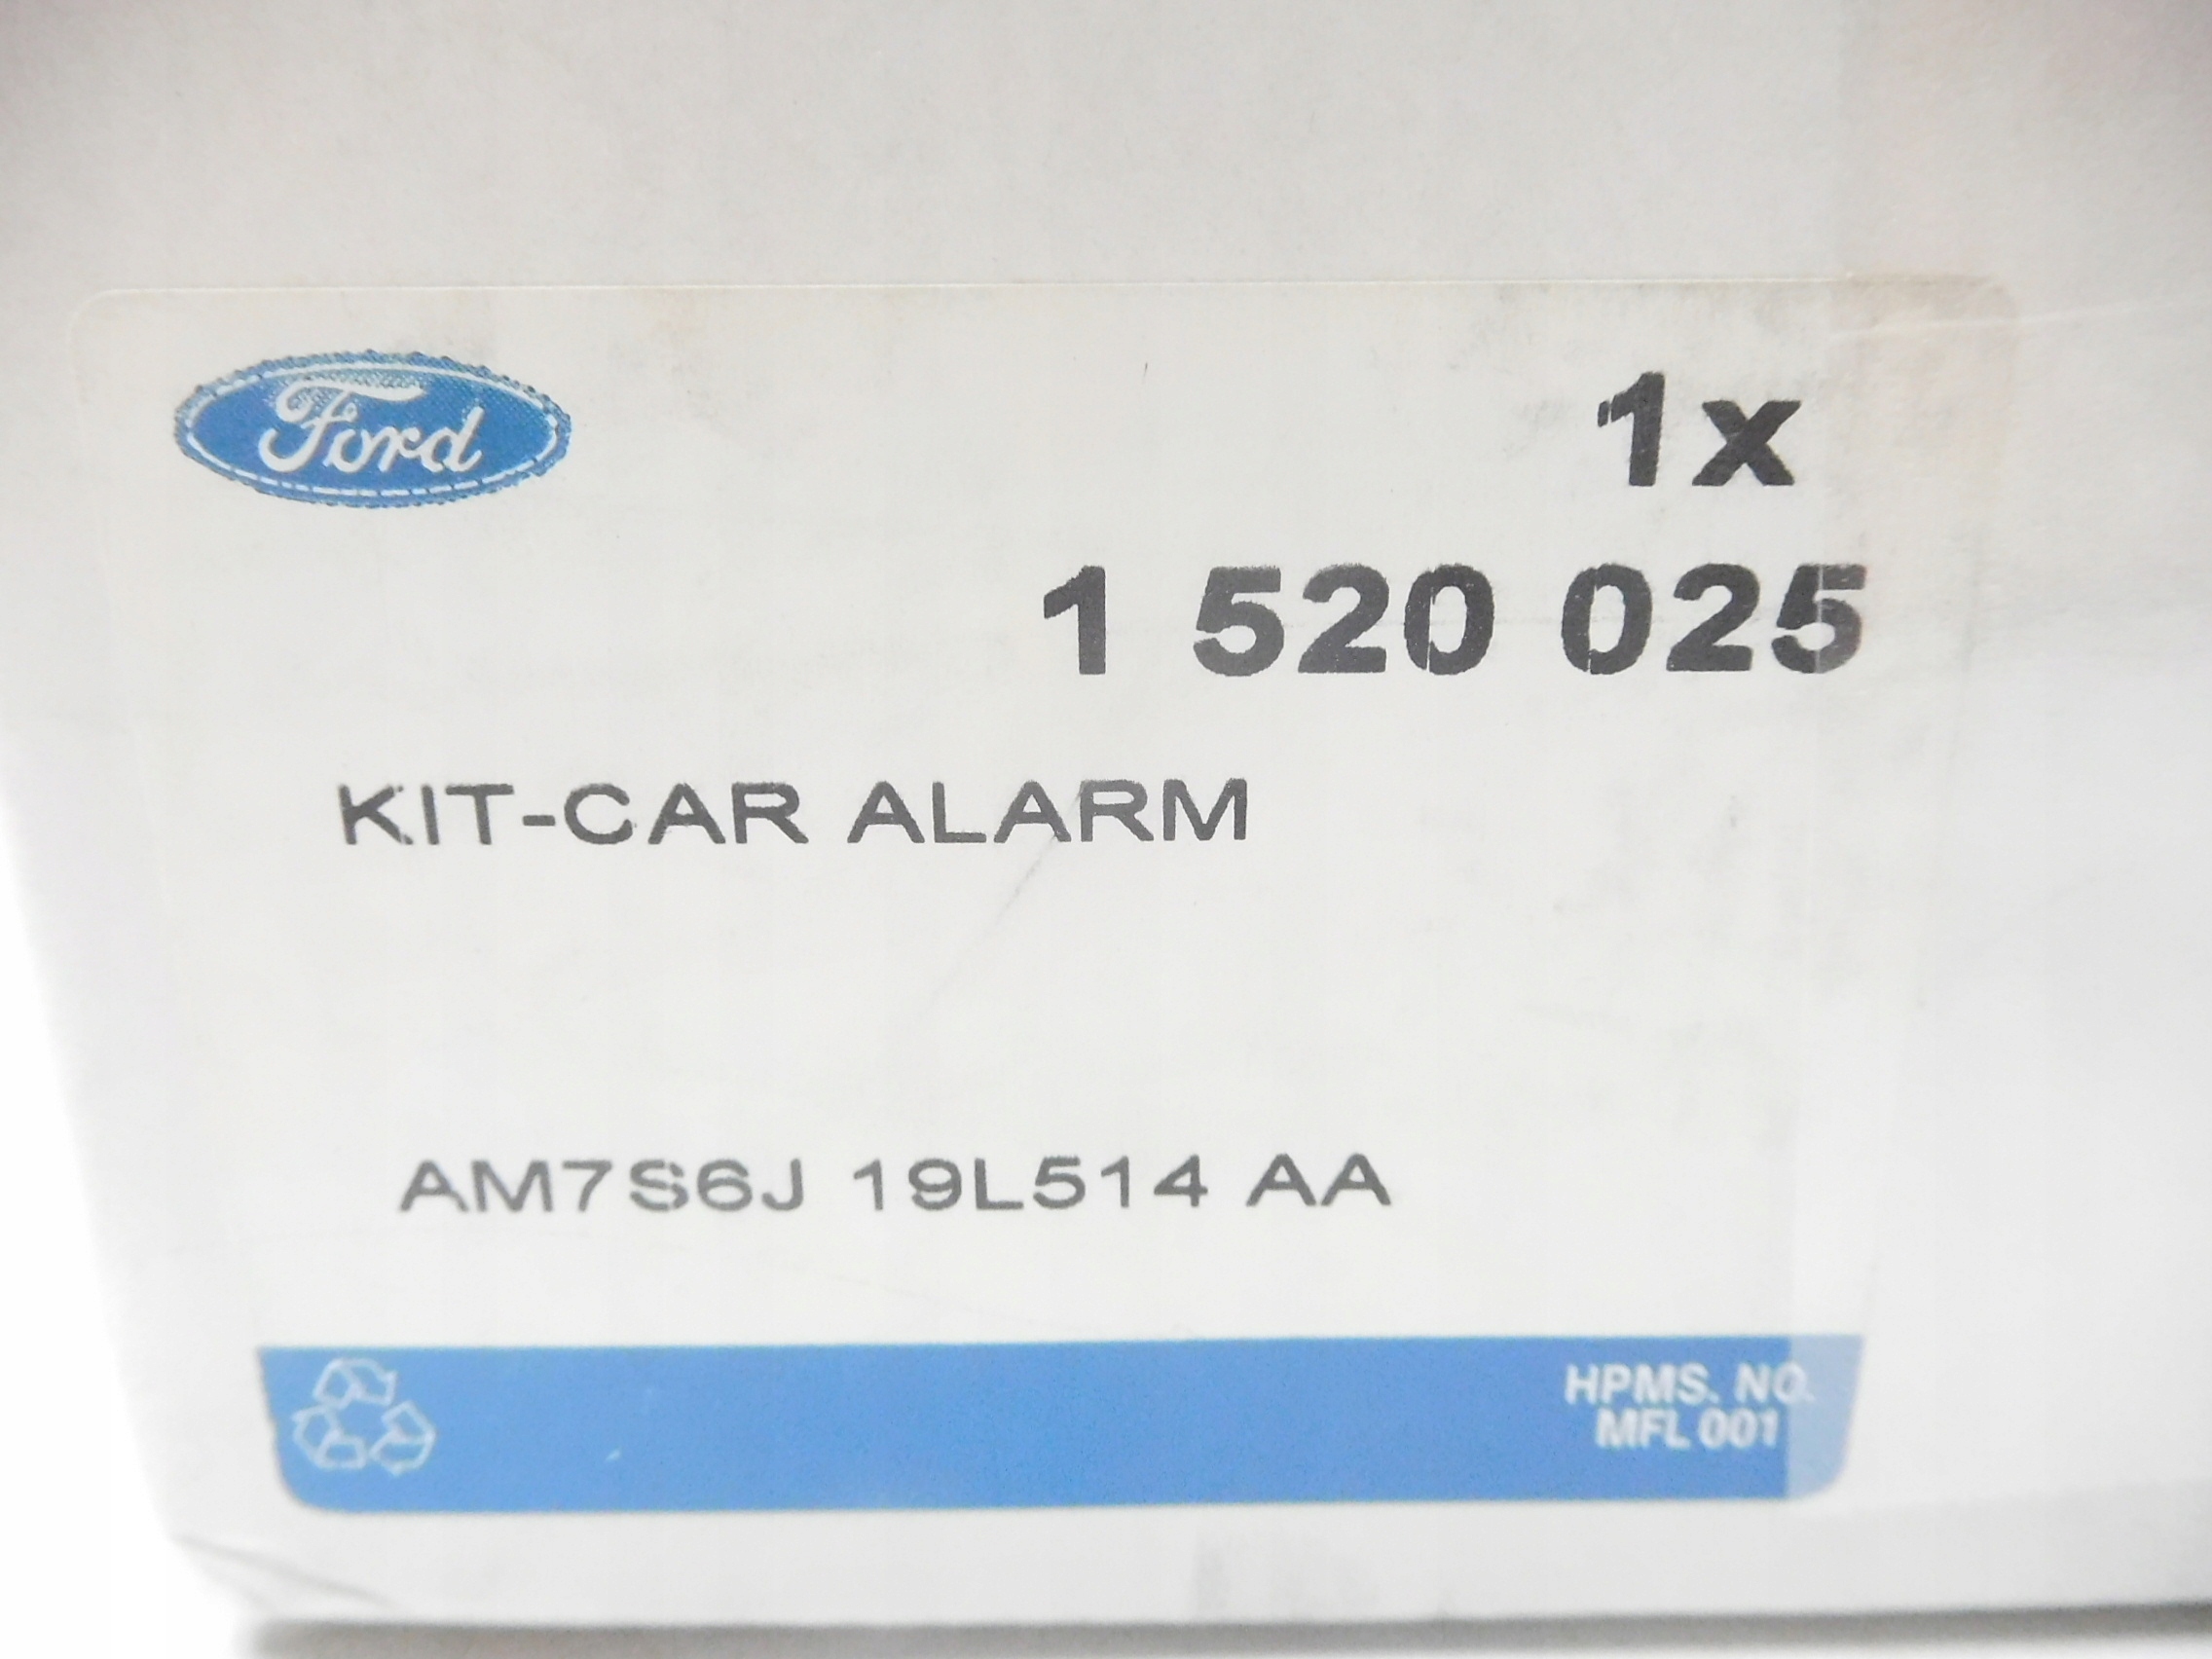 Ford
1x
1 520 025
KIT-CAR ALARM
AM7S6J 19L514 AA
HPMS. NO.
MFL 001